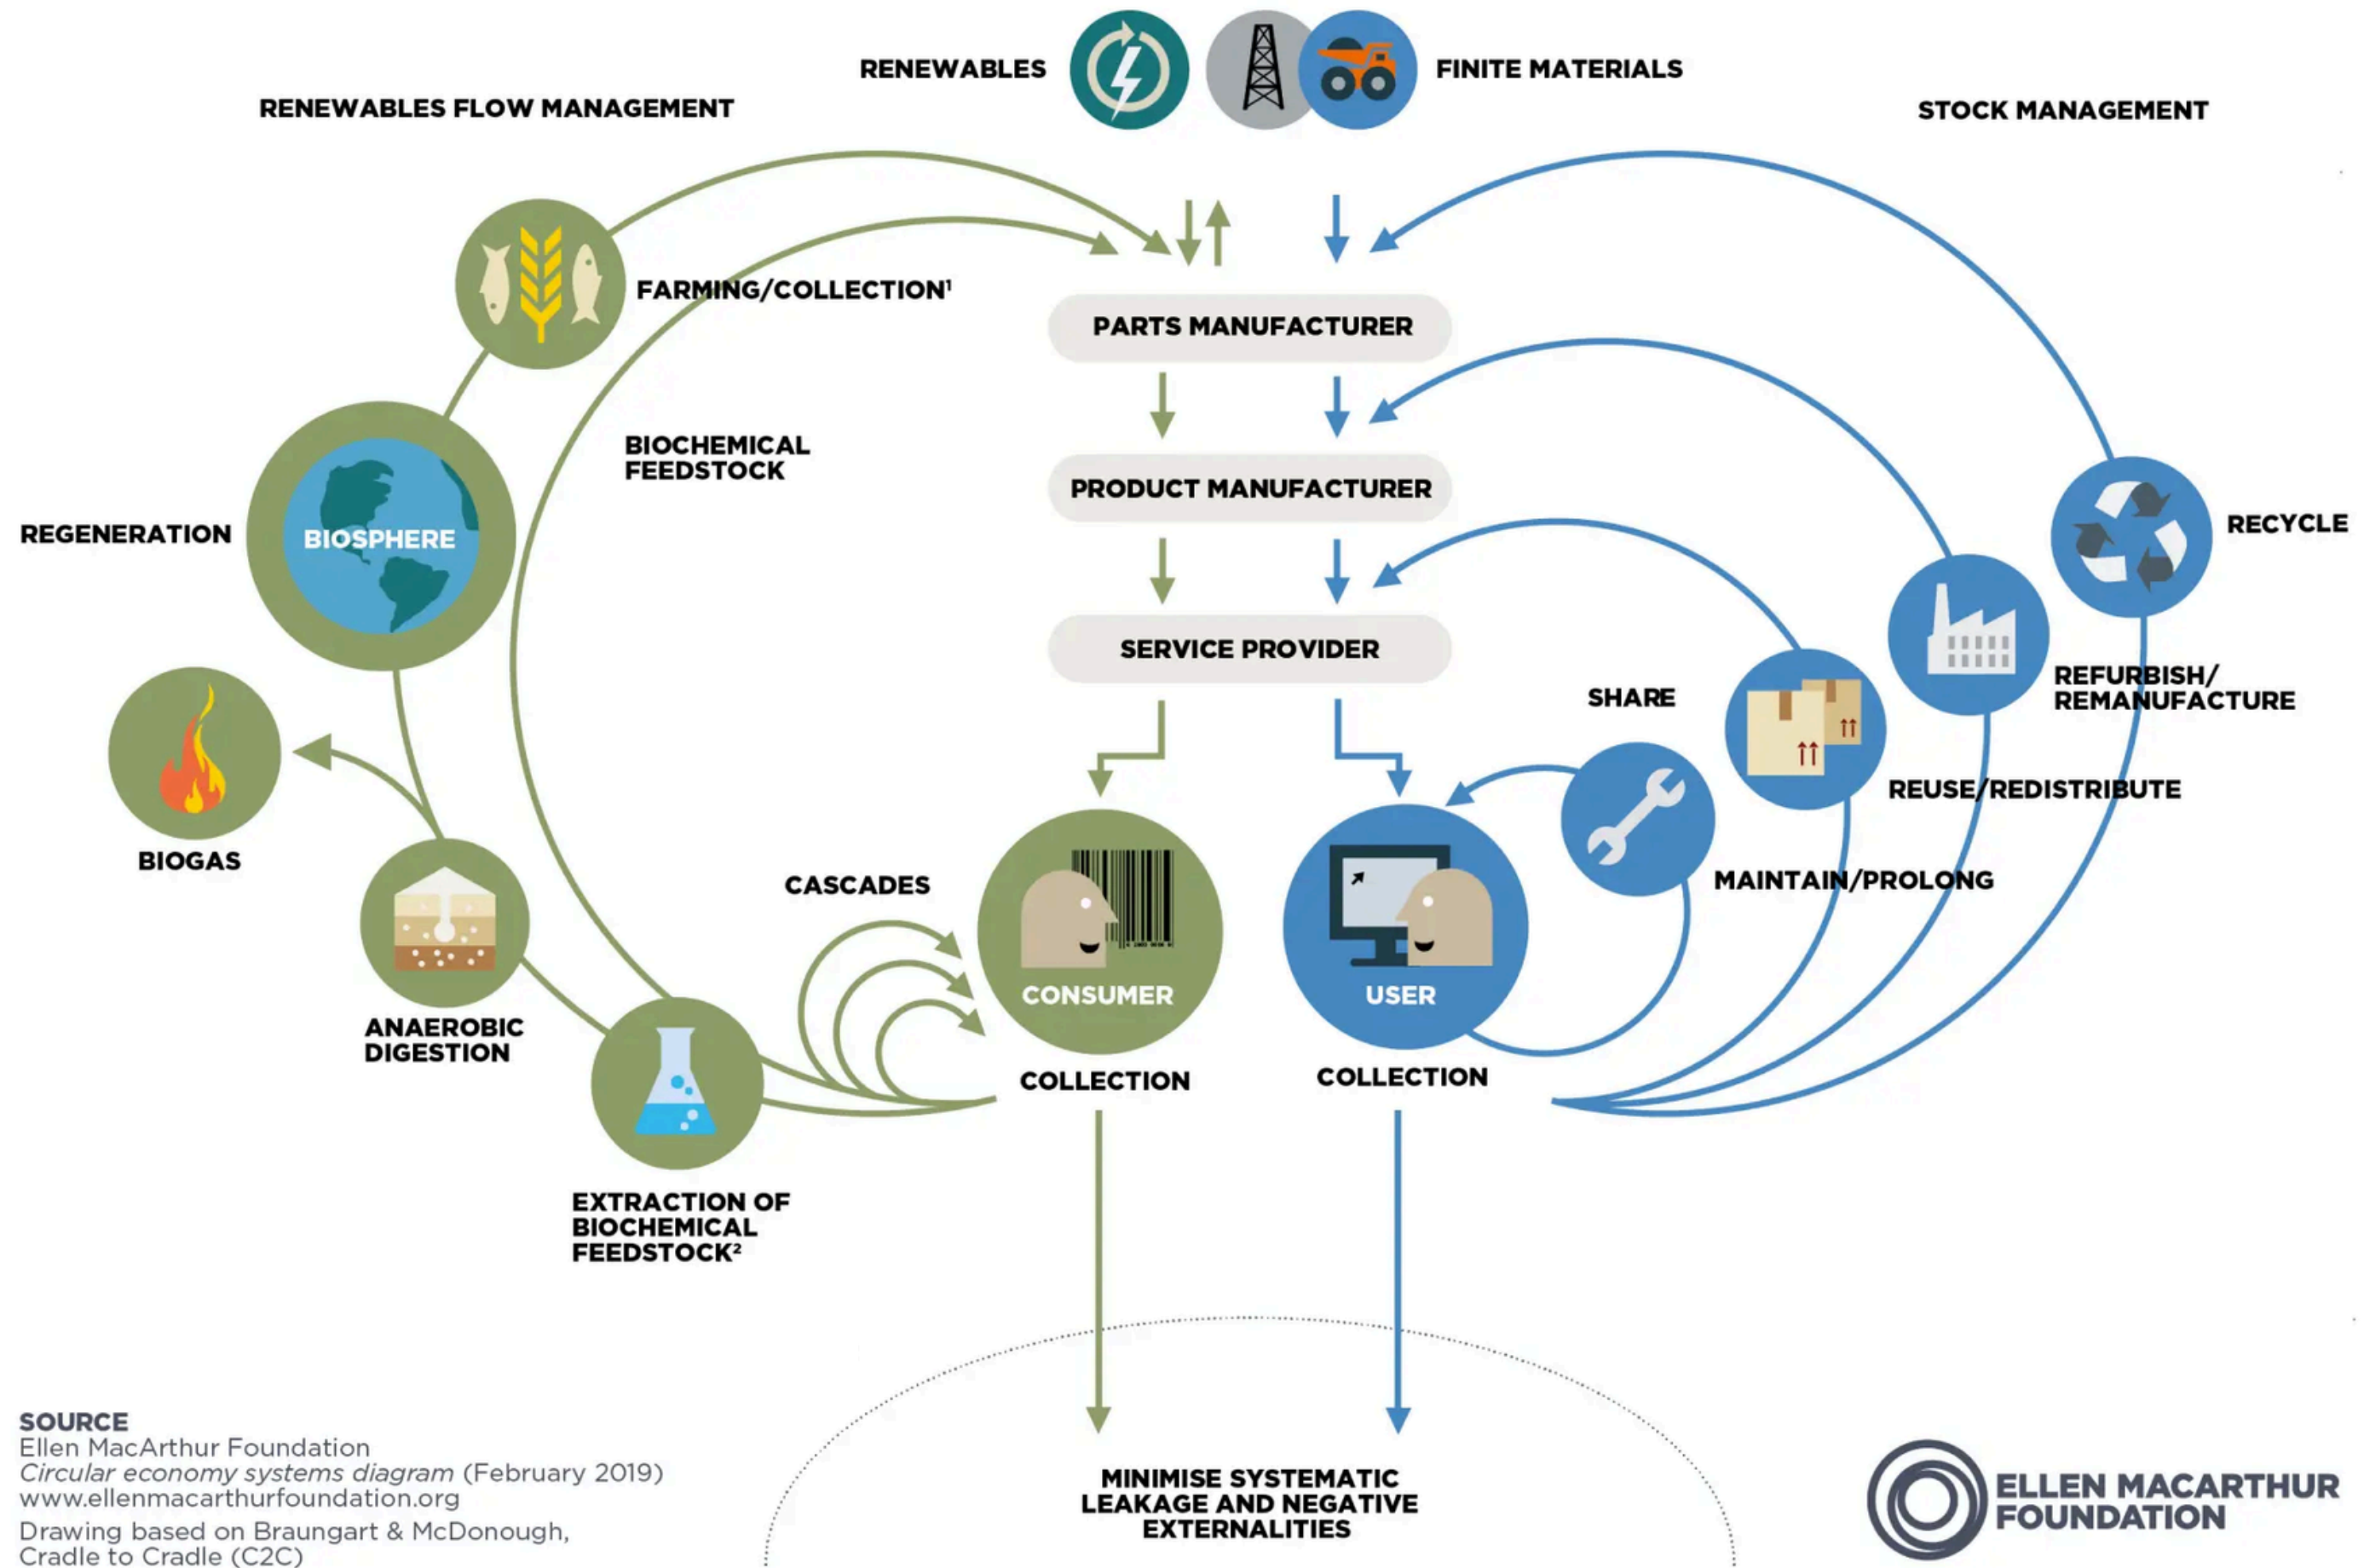 RENEWABLES
FINITE MATERIALS
RENEWABLES FLOW MANAGEMENT
STOCK MANAGEMENT
FARMING/COLLECTION¹
PARTS MANUFACTURER
BIOCHEMICAL
FEEDSTOCK
PRODUCT MANUFACTURER
REGENERATION
BIOSPHERE
RECYCLE
SERVICE PROVIDER
REFURBISH/
REMANUFACTURE
SHARE
REUSE/REDISTRIBUTE
BIOGAS
MAINTAIN/PROLONG
CASCADES
CONSUMER
USER
ANAEROBIC
DIGESTION
COLLECTION
COLLECTION
EXTRACTION OF
BIOCHEMICAL
FEEDSTOCK²
MINIMISE SYSTEMATIC
LEAKAGE AND NEGATIVE
EXTERNALITIES
SOURCE
Ellen MacArthur Foundation
Circular economy systems diagram (February 2019)
www.ellenmacarthurfoundation.org
Drawing based on Braungart & McDonough,
Cradle to Cradle (C2C)
ELLEN MACARTHUR
FOUNDATION